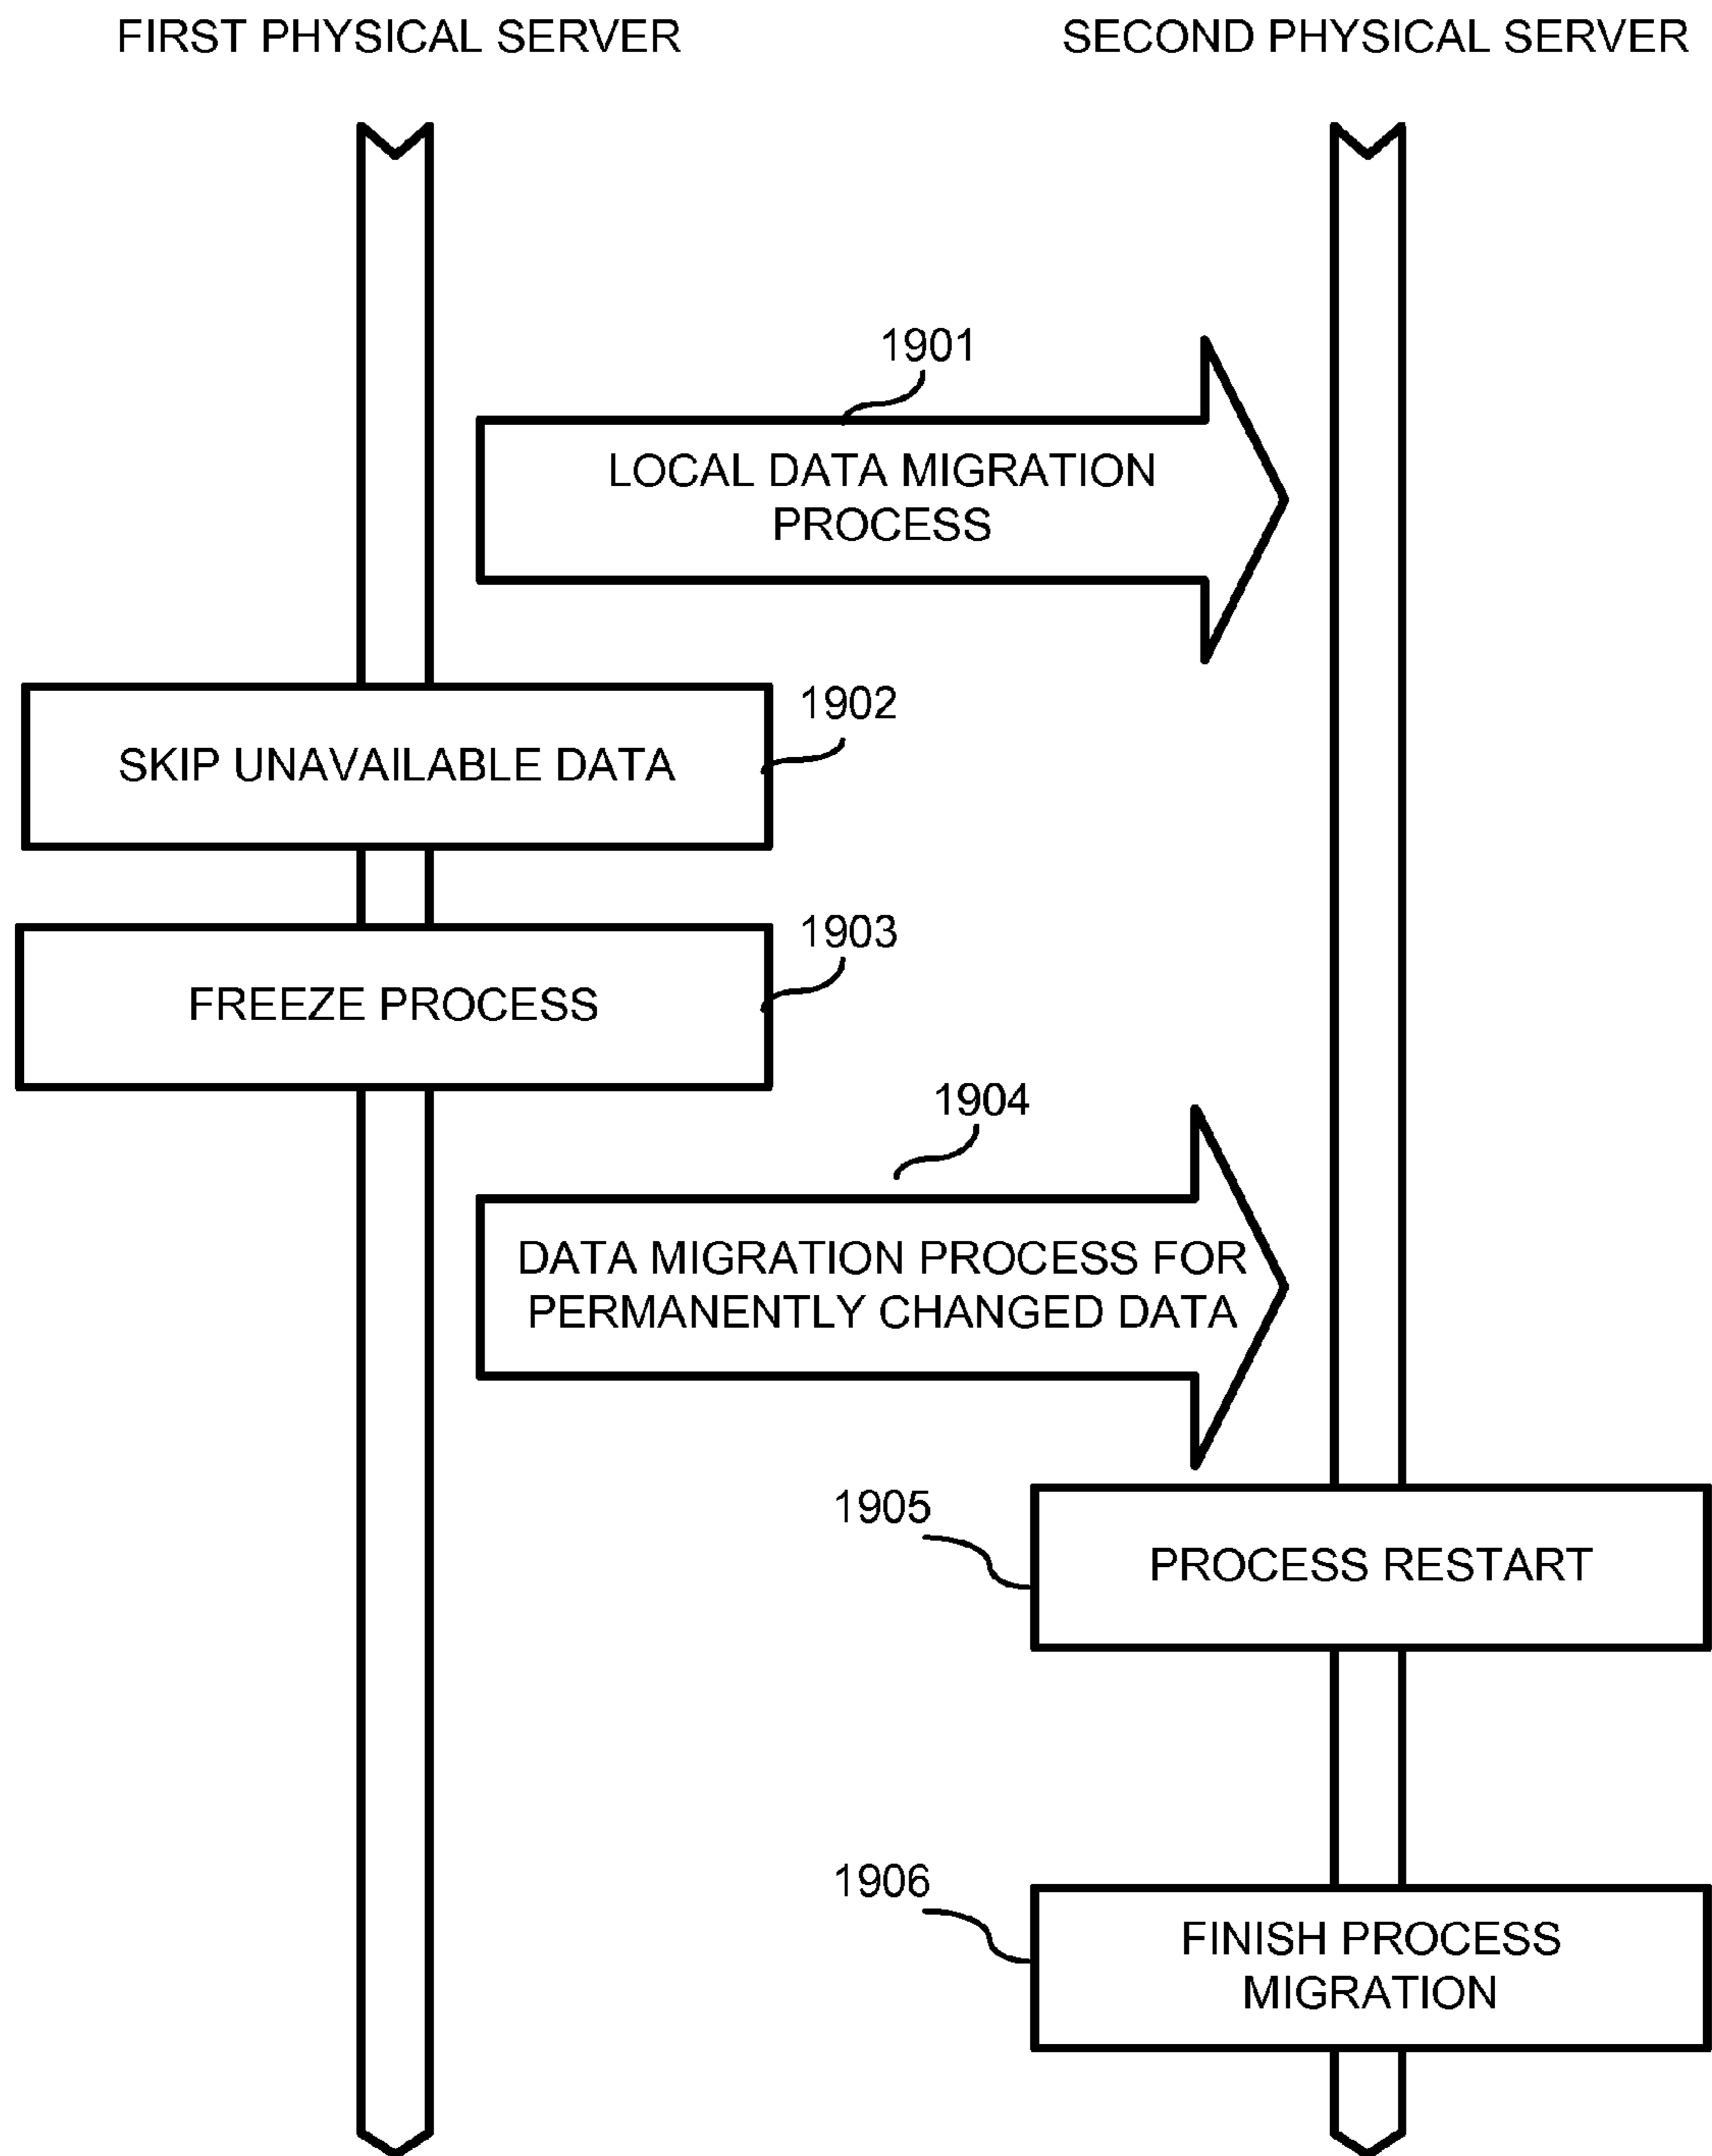 FIRST PHYSICAL SERVER
SECOND PHYSICAL SERVER
1901
LOCAL DATA MIGRATION
PROCESS
1902
SKIP UNAVAILABLE DATA
1903
FREEZE PROCESS
1904
DATA MIGRATION PROCESS FOR
PERMANENTLY CHANGED DATA
1905
PROCESS RESTART
1906
FINISH PROCESS
MIGRATION